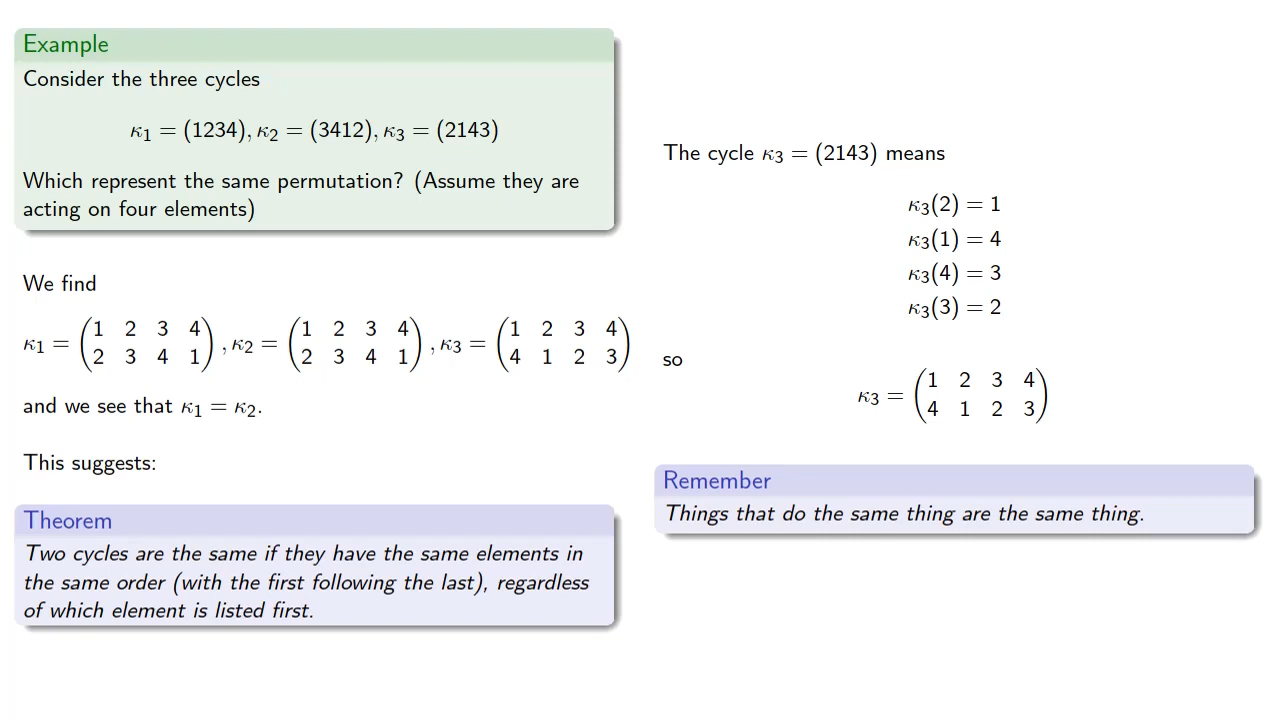 Example
Consider the three cycles
κ1 = (1234), κ2 = (3412), κ3 = (2143)
Which represent the same permutation? (Assume they are
acting on four elements)
We find
κ1 = (1 2 3 4 / 2 3 4 1), κ2 = (1 2 3 4 / 2 3 4 1), κ3 = (1 2 3 4 / 4 1 2 3)
and we see that κ1 = κ2.
This suggests:
Theorem
Two cycles are the same if they have the same elements in
the same order (with the first following the last), regardless
of which element is listed first.
The cycle κ3 = (2143) means
κ3(2) = 1
κ3(1) = 4
κ3(4) = 3
κ3(3) = 2
so
κ3 = (1 2 3 4 / 4 1 2 3)
Remember
Things that do the same thing are the same thing.